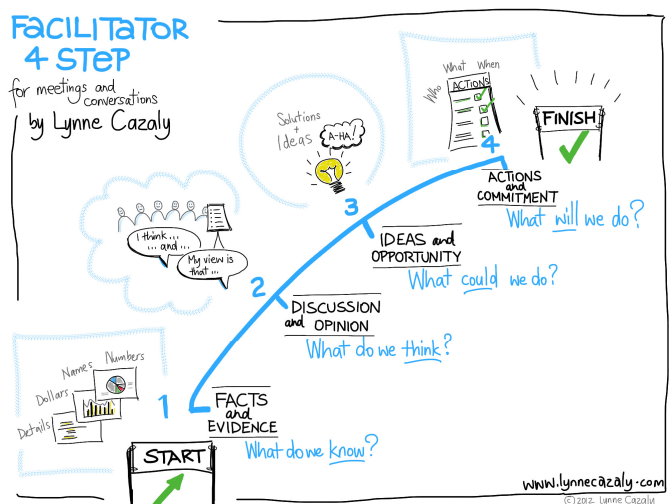 FACILITATOR
4 STEP
for meetings and
conversations
by Lynne Cazaly
What When
Who
ACTIONS
FINISH
Solutions
+
Ideas
A-HA!
4
ACTIONS
and
COMMITMENT
What will we do?
3
IDEAS and
OPPORTUNITY
What could we do?
I think...
...and...
My view is
that...
2
DISCUSSION
and OPINION
What do we think?
Names Numbers
Dollars
Details
1
FACTS
and
EVIDENCE
What do we know?
START
www.lynnecazaly.com
©2012 Lynne Cazaly